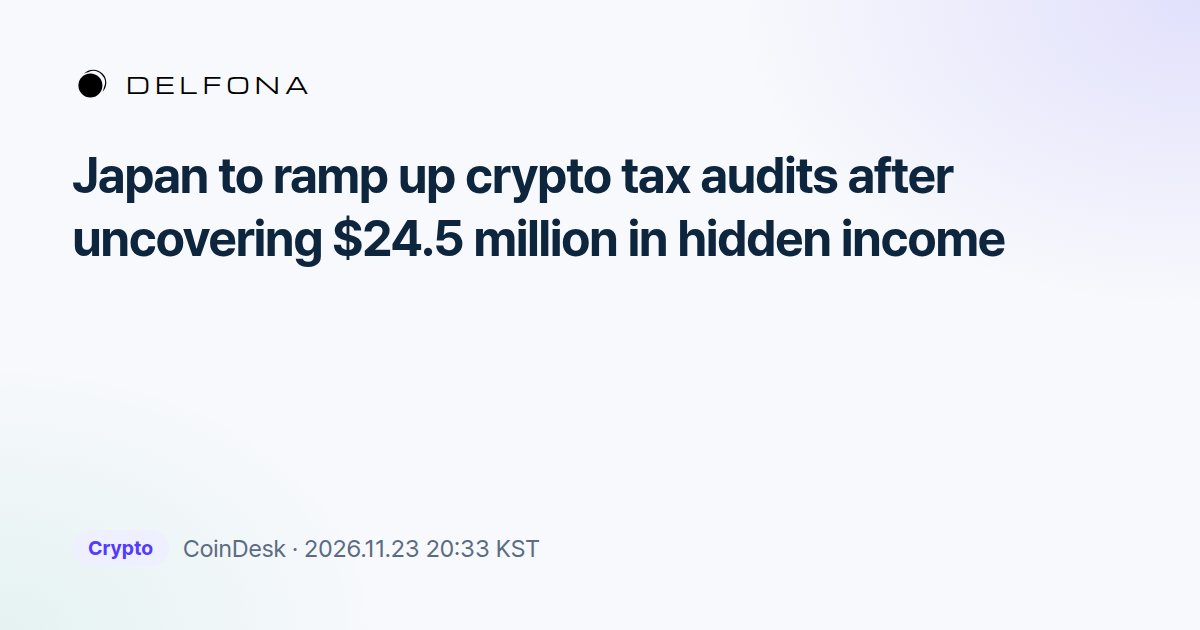 DELFONA
Japan to ramp up crypto tax audits after
uncovering $24.5 million in hidden income
Crypto CoinDesk · 2026.11.23 20:33 KST